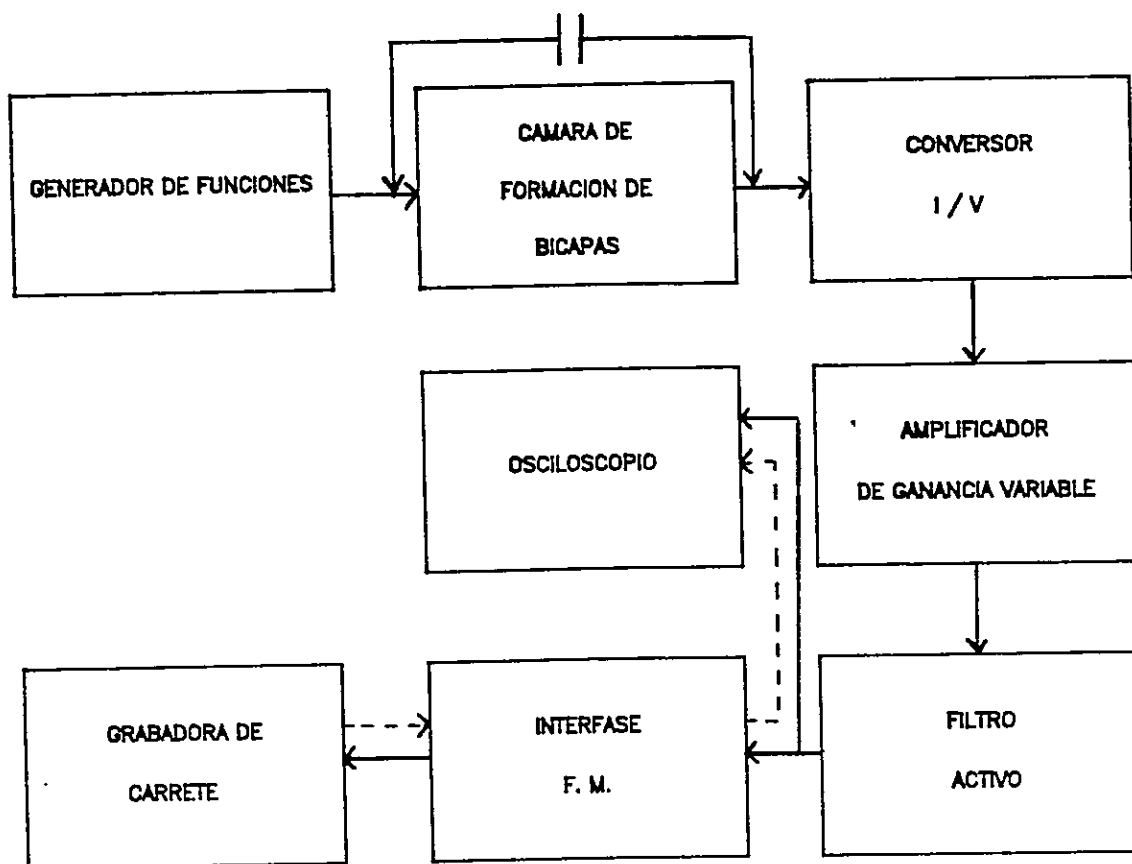 GENERADOR DE FUNCIONES
CAMARA DE
FORMACION DE
BICAPAS
CONVERSOR
I / V
OSCILOSCOPIO
AMPLIFICADOR
DE GANANCIA VARIABLE
GRABADORA DE
CARRETE
INTERFASE
F. M.
FILTRO
ACTIVO